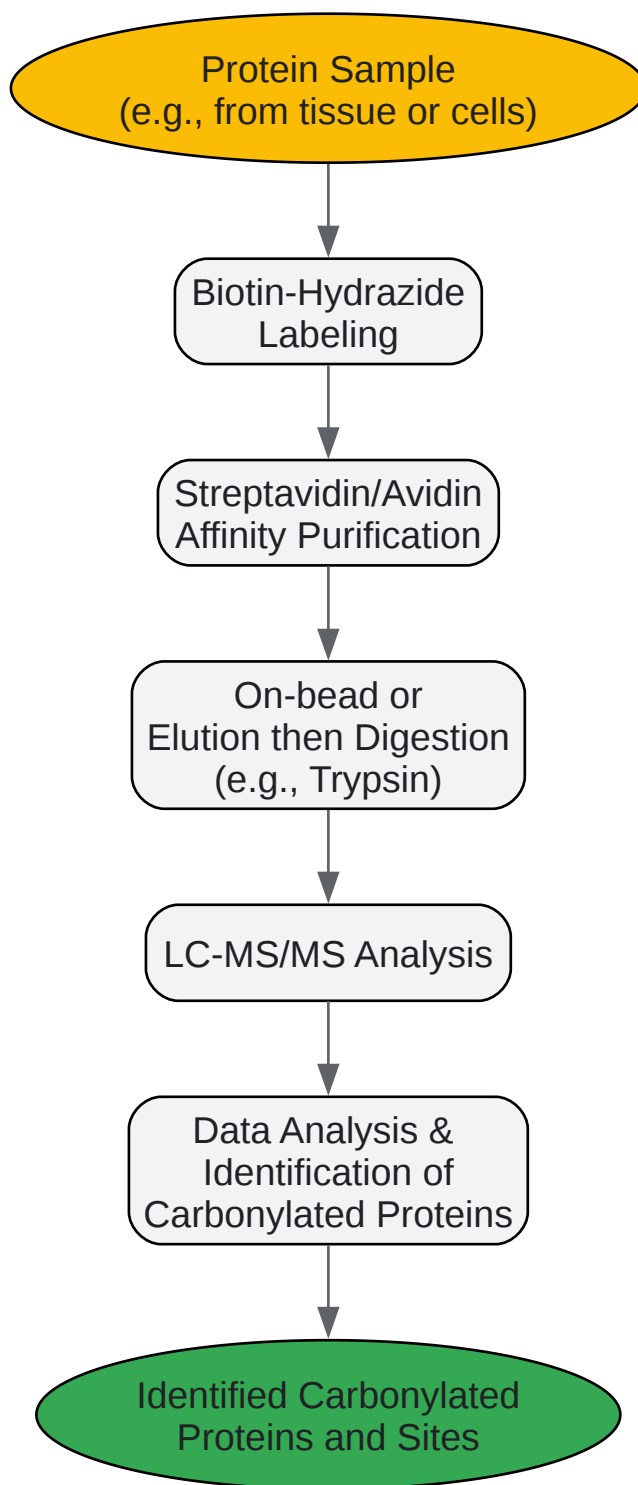 Protein Sample
(e.g., from tissue or cells)
Biotin-Hydrazide
Labeling
Streptavidin/Avidin
Affinity Purification
On-bead or
Elution then Digestion
(e.g., Trypsin)
LC-MS/MS Analysis
Data Analysis &
Identification of
Carbonylated Proteins
Identified Carbonylated
Proteins and Sites